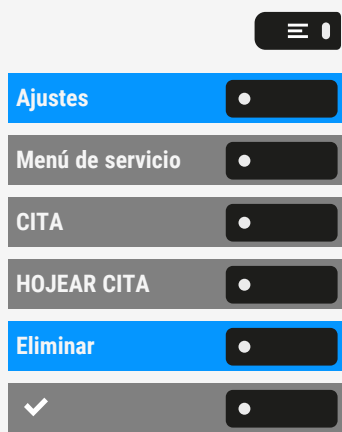 Ajustes
Menú de servicio
CITA
HOJEAR CITA
Eliminar